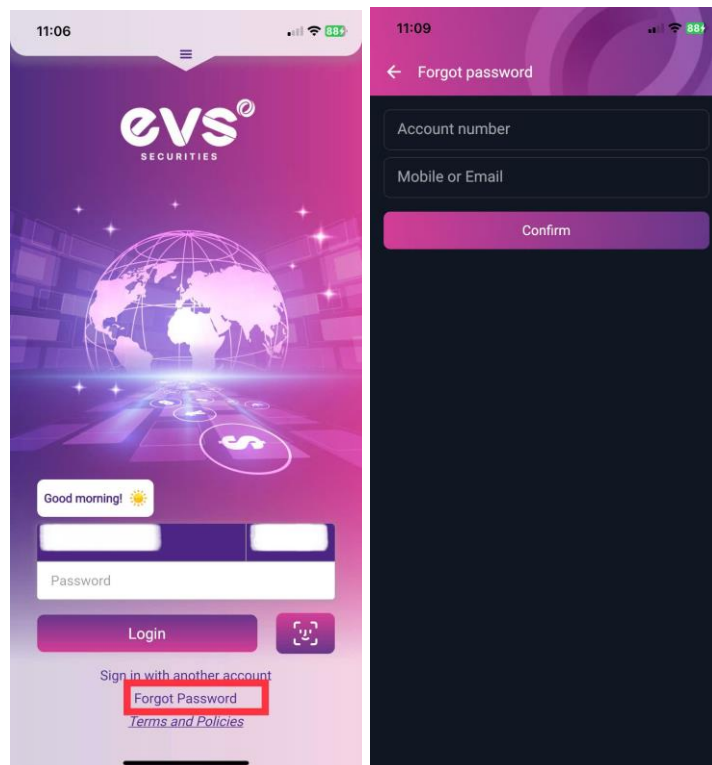 11:06
88
evs
SECURITIES
$
Good morning!
Password
Login
Sign in with another account
Forgot Password
Terms and Policies
11:09
88
Forgot password
Account number
Mobile or Email
Confirm